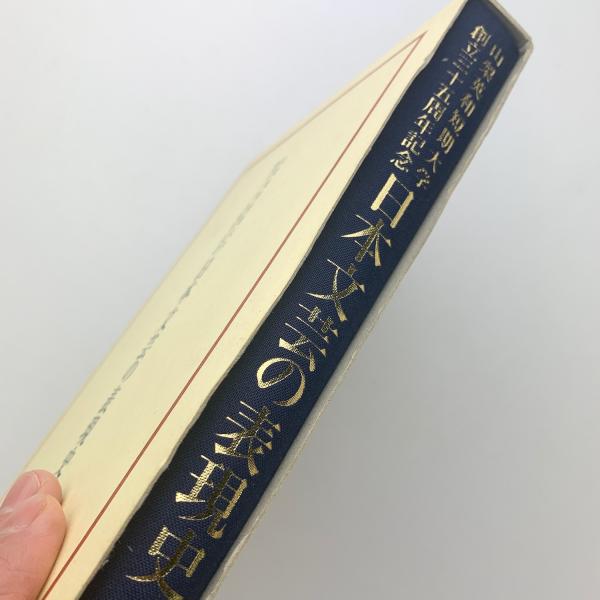 山梨英和短期大学
創立三十五周年記念
日本文芸の表現史